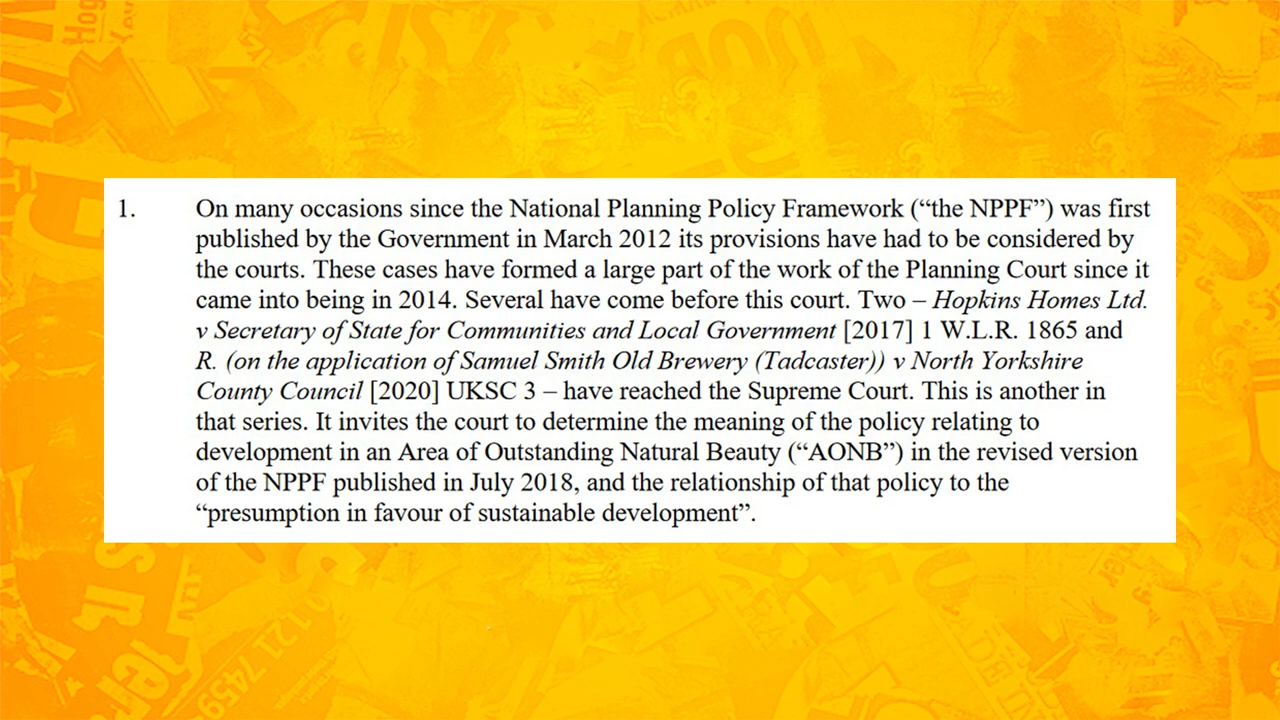 1. On many occasions since the National Planning Policy Framework (“the NPPF”) was first
published by the Government in March 2012 its provisions have had to be considered by
the courts. These cases have formed a large part of the work of the Planning Court since it
came into being in 2014. Several have come before this court. Two – Hopkins Homes Ltd.
v Secretary of State for Communities and Local Government [2017] 1 W.L.R. 1865 and
R. (on the application of Samuel Smith Old Brewery (Tadcaster)) v North Yorkshire
County Council [2020] UKSC 3 – have reached the Supreme Court. This is another in
that series. It invites the court to determine the meaning of the policy relating to
development in an Area of Outstanding Natural Beauty (“AONB”) in the revised version
of the NPPF published in July 2018, and the relationship of that policy to the
“presumption in favour of sustainable development”.